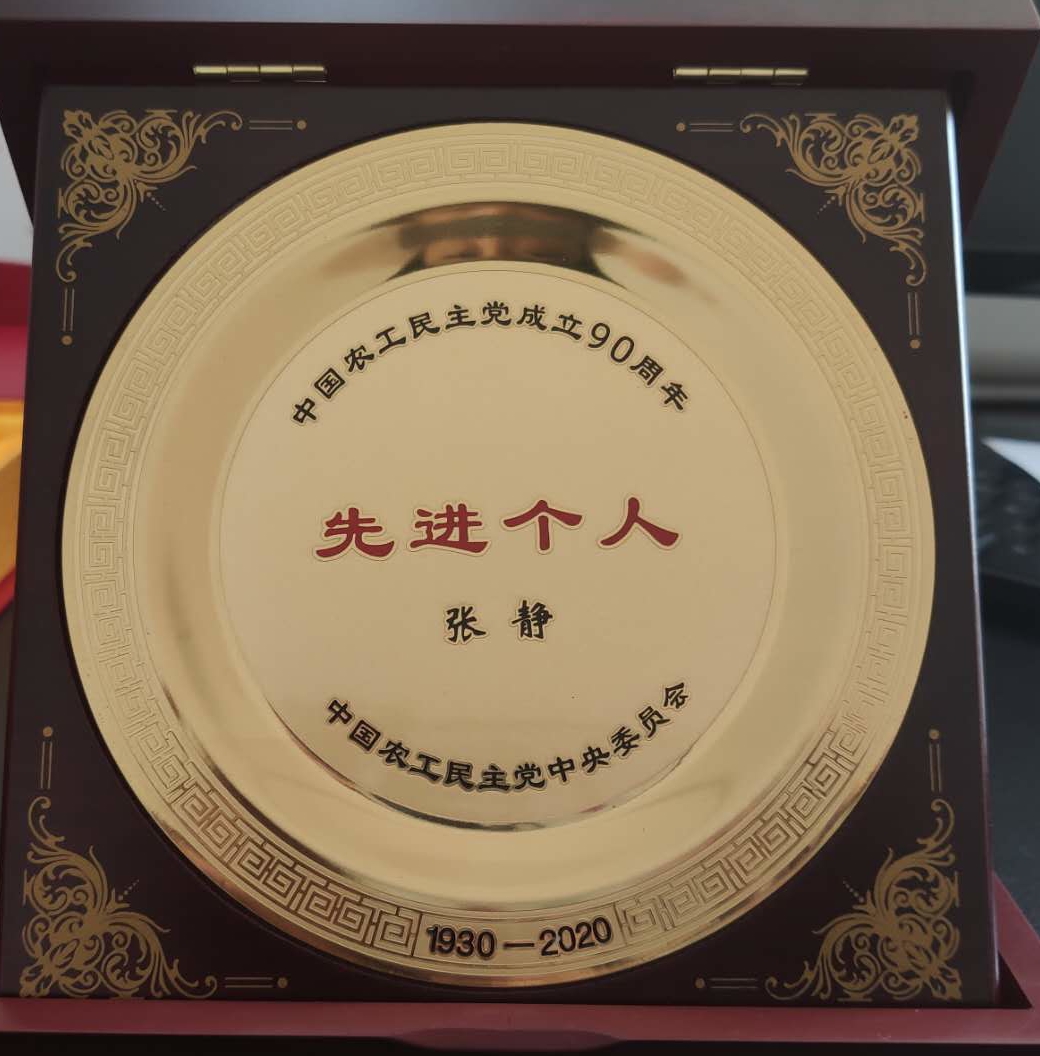 中国农工民主党成立90周年
先进个人
张静
中国农工民主党中央委员会
1930—2020